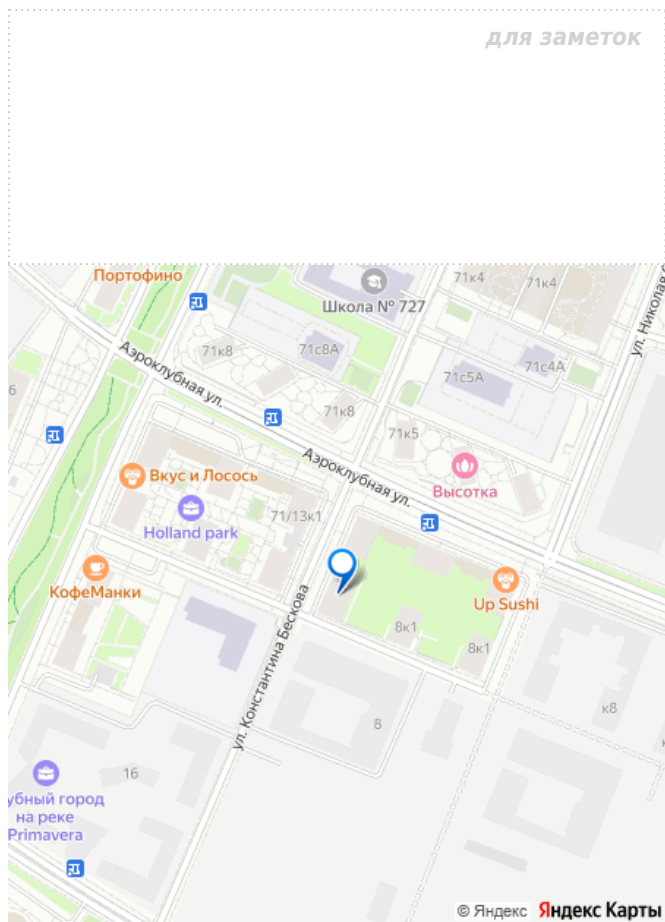 для заметок
Портофино
Школа № 727
71к4
71к4
ул. Николая
Аэроклубная ул.
71к8
71с8А
71с5А
71с4А
6
71к8
71к5
Аэроклубная ул.
Вкус и Лосось
Высотка
Holland park
71/13к1
КофеМанки
Up Sushi
ул. Константина Бескова
8к1
8к1
8
к8
16
убный город
на реке
Primavera
© Яндекс Яндекс Карты